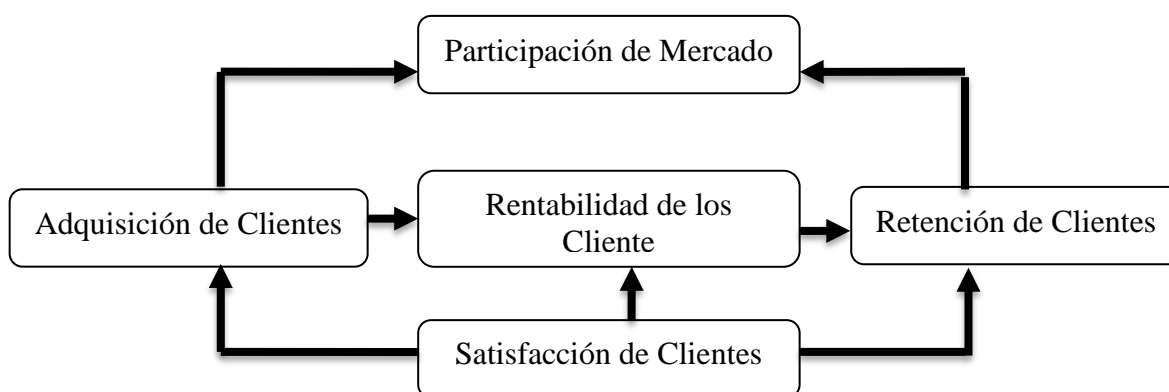 Participación de Mercado
Adquisición de Clientes
Rentabilidad de los
Cliente
Retención de Clientes
Satisfacción de Clientes